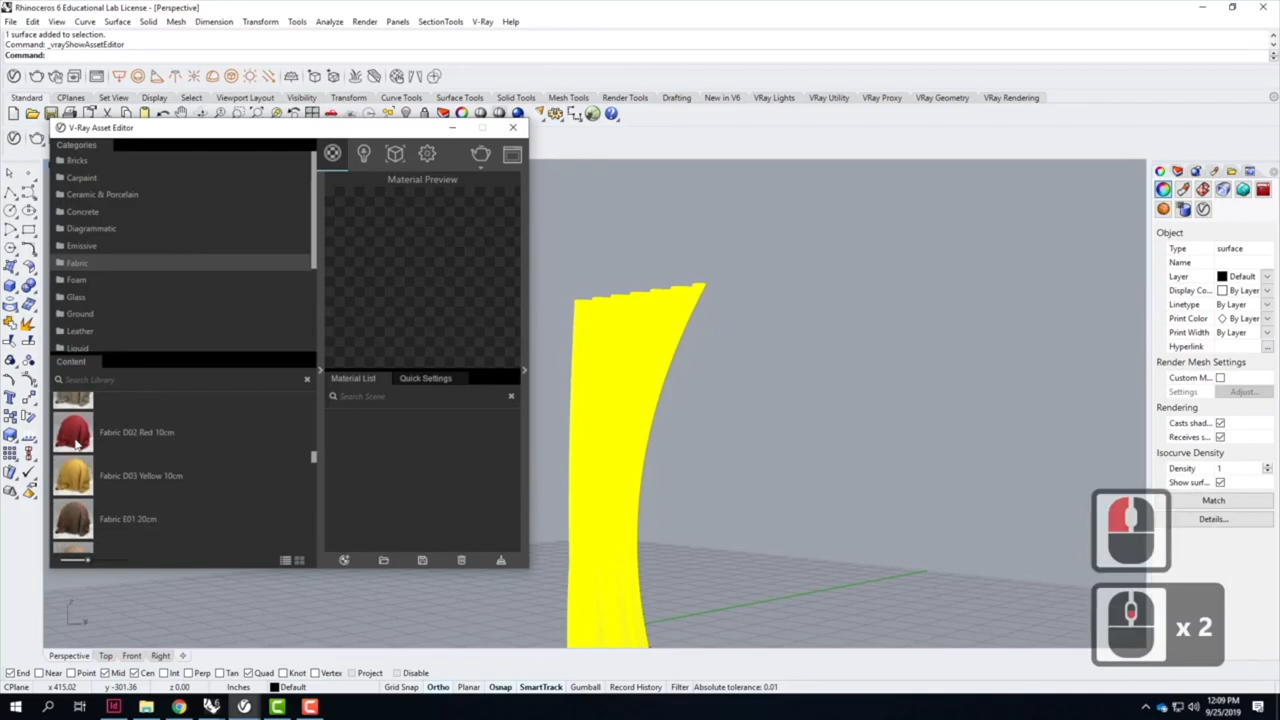 Rhinoceros 6 Educational Lab License - [Perspective]
File Edit View Curve Surface Solid Mesh Dimension Transform Tools Analyze Render Panels SectionTools V-Ray Help
1 surface added to selection.
Command: _vrayShowAssetEditor
Command:
Standard CPlanes Set View Display Select Viewport Layout Visibility Transform Curve Tools Surface Tools Solid Tools Mesh Tools Render Tools Drafting New in V6 VRay Lights VRay Utility VRay Proxy VRay Geometry VRay Rendering
V-Ray Asset Editor
Categories
Bricks
Carpaint
Ceramic & Porcelain
Concrete
Diagrammatic
Emissive
Fabric
Foam
Glass
Ground
Leather
Liquid
Content
Search Library
Fabric D02 Red 10cm
Fabric D03 Yellow 10cm
Fabric E01 20cm
Material Preview
Material List Quick Settings
Search Scene
Object
Type surface
Name
Layer Default
Display Co... By Layer
Linetype By Layer
Print Color By Layer
Print Width By Layer
Hyperlink ...
Render Mesh Settings
Custom M...
Settings Adjust...
Rendering
Casts shad...
Receives s...
Isocurve Density
Density 1
Show surf...
Match
Details...
x 2
z
y
Perspective Top Front Right
End Near Point Mid Cen Int Perp Tan Quad Knot Vertex Project Disable
CPlane x 415.02 y -301.36 z 0.00 Inches Default Grid Snap Ortho Planar Osnap SmartTrack Gumball Record History Filter Absolute tolerance: 0.01
12:09 PM
9/25/2019